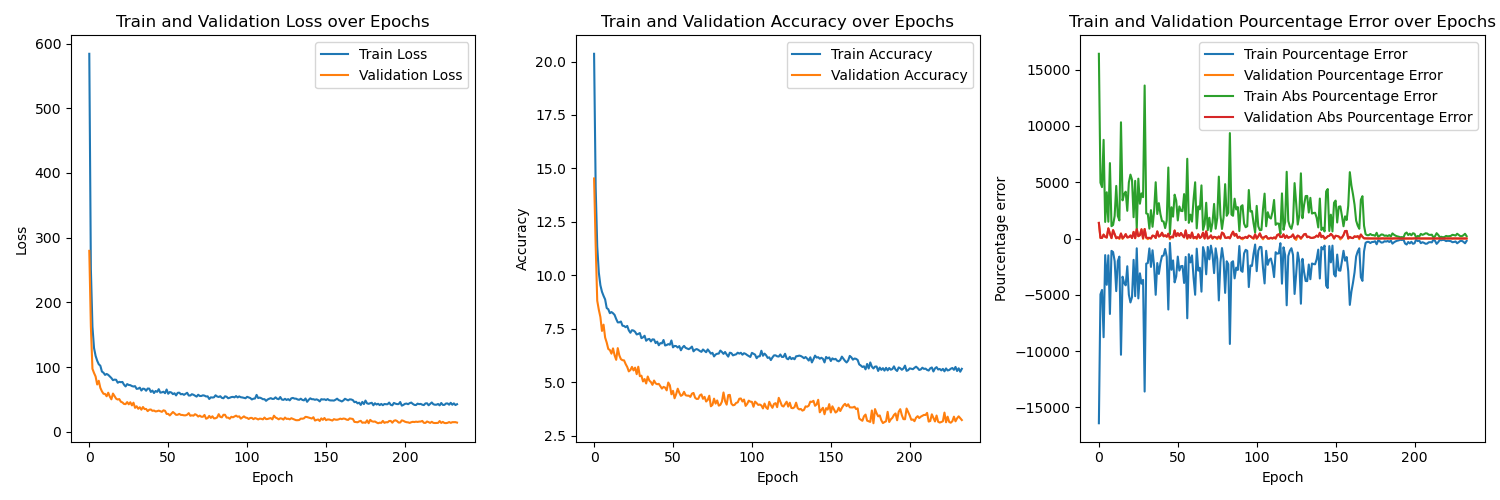 Train and Validation Loss over Epochs
600
500
400
300
200
100
0
Loss
0 50 100 150 200
Epoch
Train Loss
Validation Loss
Train and Validation Accuracy over Epochs
20.0
17.5
15.0
12.5
10.0
7.5
5.0
2.5
Accuracy
0 50 100 150 200
Epoch
Train Accuracy
Validation Accuracy
Train and Validation Pourcentage Error over Epochs
15000
10000
5000
0
−5000
−10000
−15000
Pourcentage error
0 50 100 150 200
Epoch
Train Pourcentage Error
Validation Pourcentage Error
Train Abs Pourcentage Error
Validation Abs Pourcentage Error